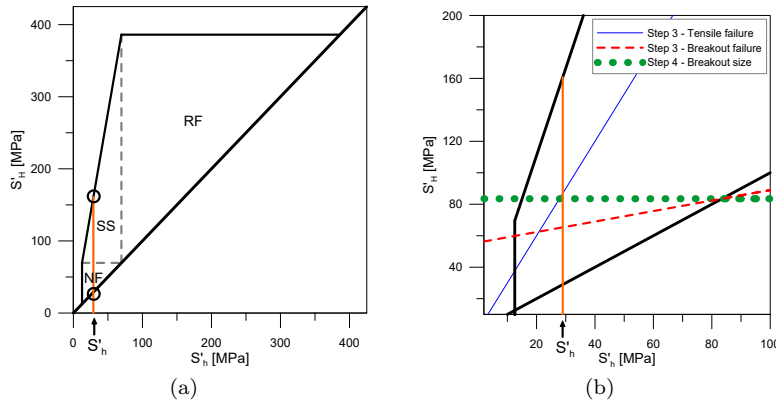 400
300
200
100
0
S'H [MPa]
RF
SS
NF
0
100
200
300
400
S'h
S'h [MPa]
(a)
200
160
120
80
40
S'H [MPa]
Step 3 - Tensile failure
Step 3 - Breakout failure
Step 4 - Breakout size
20
40
60
80
100
S'h
S'h [MPa]
(b)